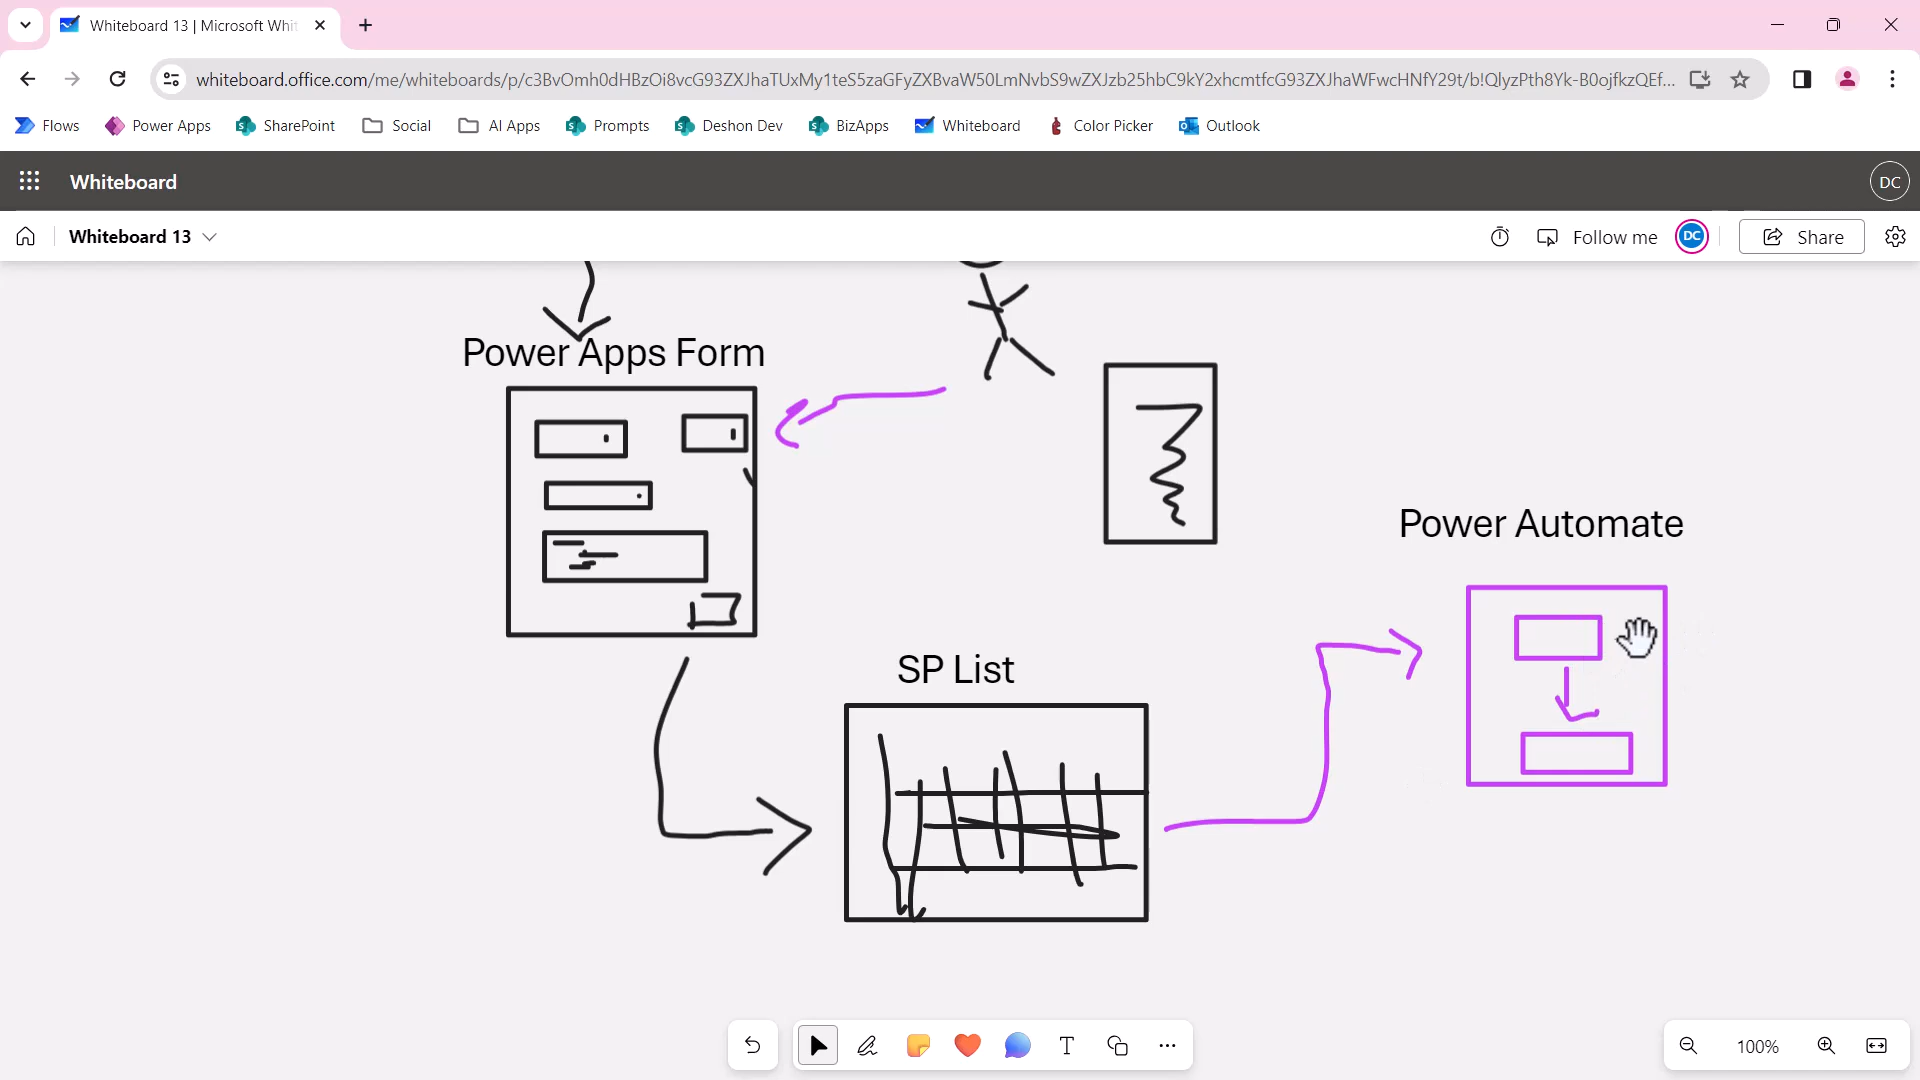 Whiteboard 13 | Microsoft Whit
whiteboard.office.com/me/whiteboards/p/c3BvOmh0dHBzOi8vcG93ZXJhaTUxMy1teS5zaGFyZXBvaW50LmNvbS9wZXJzb25hbC9kY2xhcmtfcG93ZXJhaWFwcHNfY29t/b!QlyzPth8Yk-B0ojfkzQEf...
Flows Power Apps SharePoint Social AI Apps Prompts Deshon Dev BizApps Whiteboard Color Picker Outlook
Whiteboard DC
Whiteboard 13 Follow me DC Share
Power Apps Form
Power Automate
SP List
100%